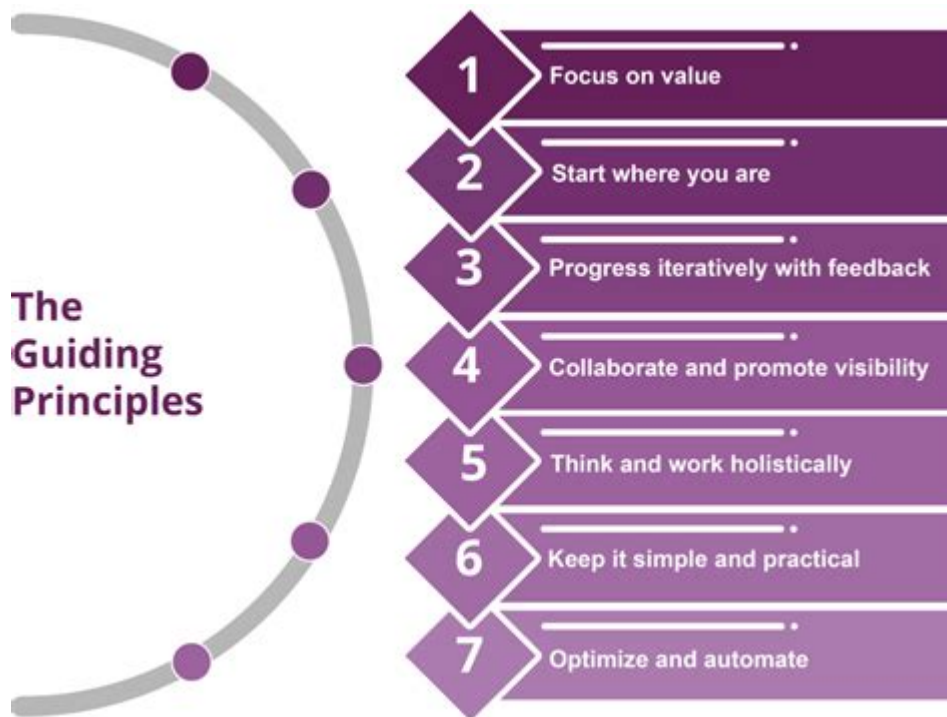 The
Guiding
Principles
1
Focus on value
2
Start where you are
3
Progress iteratively with feedback
4
Collaborate and promote visibility
5
Think and work holistically
6
Keep it simple and practical
7
Optimize and automate